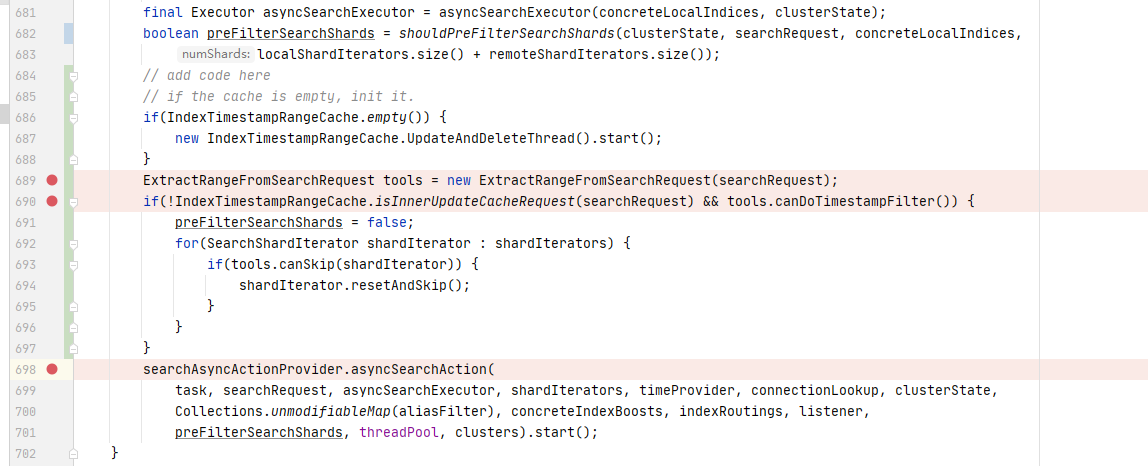 681 final Executor asyncSearchExecutor = asyncSearchExecutor(concreteLocalIndices, clusterState);
682 boolean preFilterSearchShards = shouldPreFilterSearchShards(clusterState, searchRequest, concreteLocalIndices,
683 numShards: localShardIterators.size() + remoteShardIterators.size());
684 // add code here
685 // if the cache is empty, init it.
686 if(IndexTimestampRangeCache.empty()) {
687 new IndexTimestampRangeCache.UpdateAndDeleteThread().start();
688 }
689 ExtractRangeFromSearchRequest tools = new ExtractRangeFromSearchRequest(searchRequest);
690 if(!IndexTimestampRangeCache.isInnerUpdateCacheRequest(searchRequest) && tools.canDoTimestampFilter()) {
691 preFilterSearchShards = false;
692 for(SearchShardIterator shardIterator : shardIterators) {
693 if(tools.canSkip(shardIterator)) {
694 shardIterator.resetAndSkip();
695 }
696 }
697 }
698 searchAsyncActionProvider.asyncSearchAction(
699 task, searchRequest, asyncSearchExecutor, shardIterators, timeProvider, connectionLookup, clusterState,
700 Collections.unmodifiableMap(aliasFilter), concreteIndexBoosts, indexRoutings, listener,
701 preFilterSearchShards, threadPool, clusters).start();
702 }